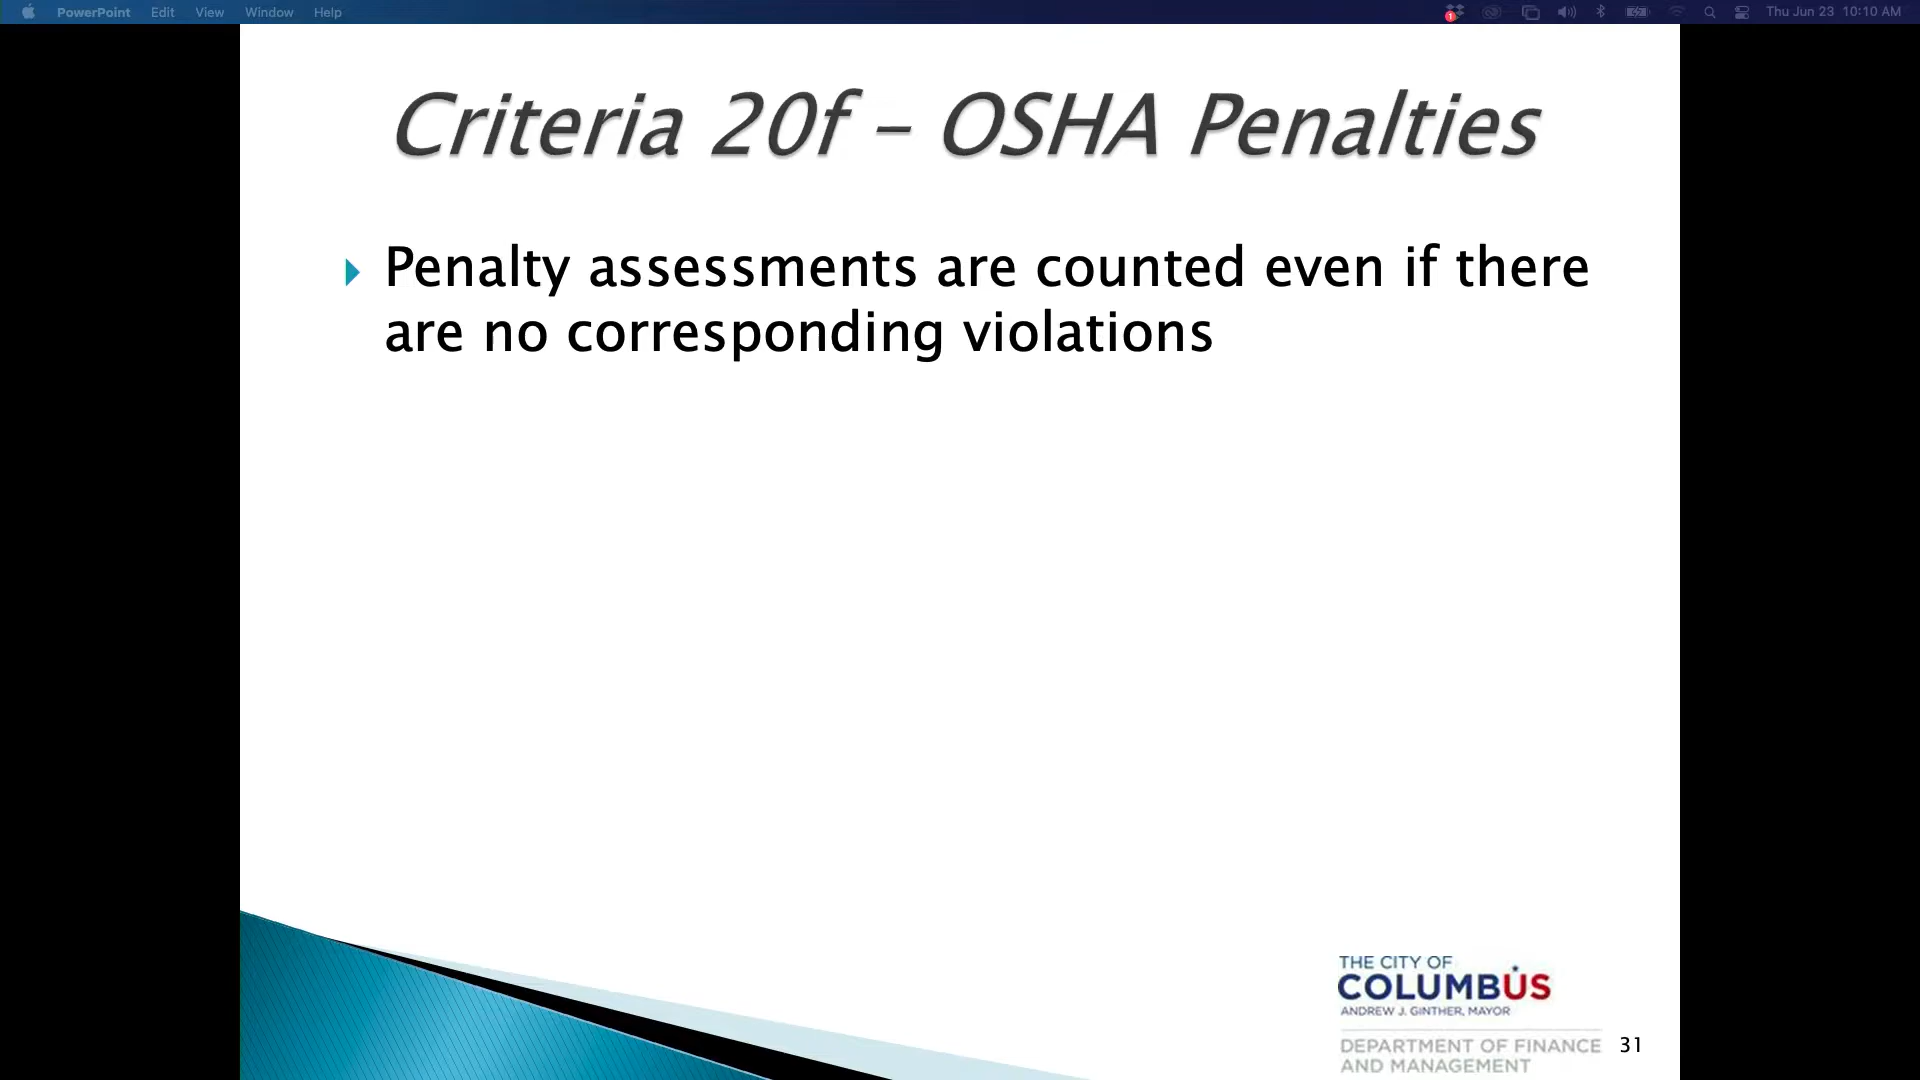 PowerPoint Edit View Window Help
1
Thu Jun 23 10:10 AM
Criteria 20f – OSHA Penalties
Penalty assessments are counted even if there
are no corresponding violations
THE CITY OF
COLUMBUS
ANDREW J. GINTHER, MAYOR
DEPARTMENT OF FINANCE
AND MANAGEMENT
31